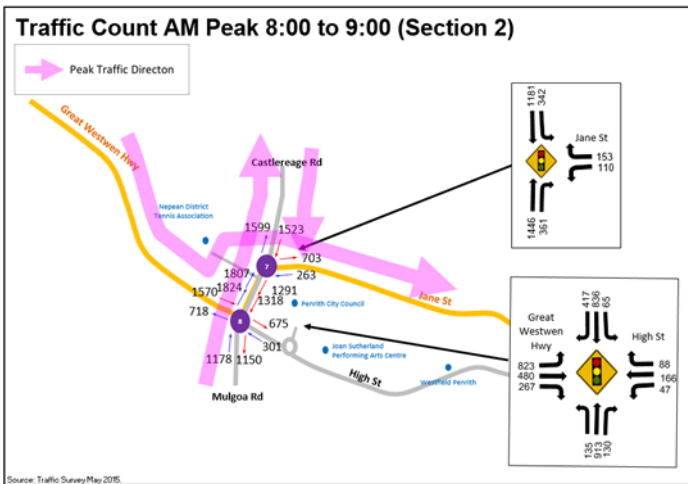 Traffic Count AM Peak 8:00 to 9:00 (Section 2)
Peak Traffic Directon
Great Westwen Hwy
Castlereage Rd
Nepean District
Tennis Association
1599
1523
703
7
263
1807
1824
1291
1318
1570
718
8
675
301
1178
1150
Mulgoa Rd
Penrith City Council
Jane St
Joan Sutherland
Performing Arts Centre
High St
Westfield Penrith
1181
342
Jane St
153
110
1446
361
417
836
65
Great
Westwen
Hwy
High St
823
480
267
88
166
47
135
913
130
Source: Traffic Survey May 2015.